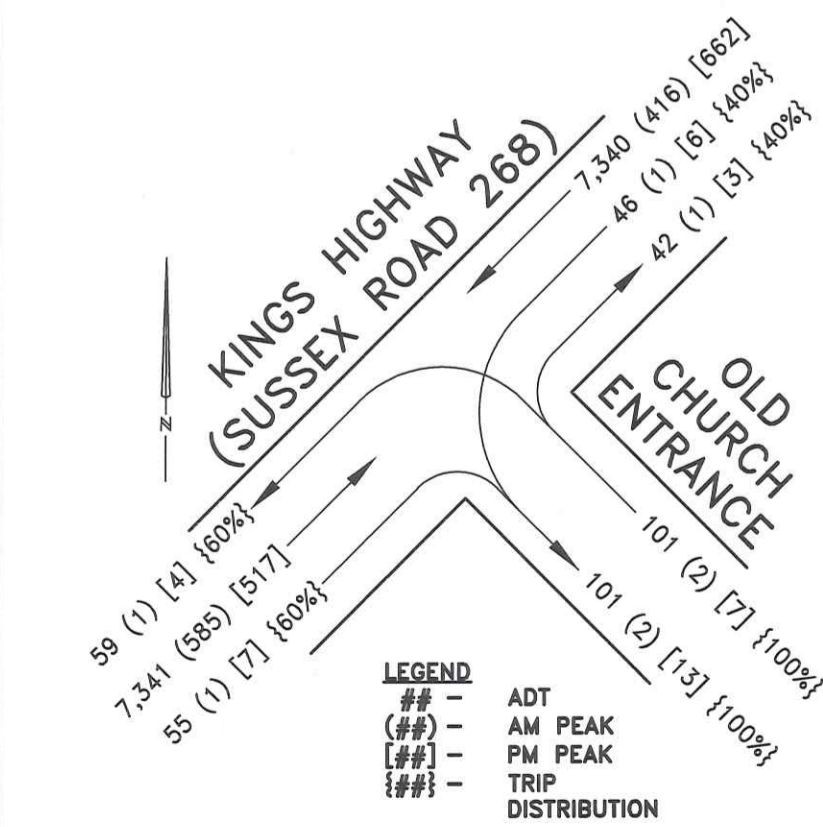 7,340 (416) [662]
46 (1) [6] {40%}
42 (1) [3] {40%}
KINGS HIGHWAY
(SUSSEX ROAD 268)
N
OLD
CHURCH
ENTRANCE
59 (1) [4] {60%}
7,341 (585) [517]
55 (1) [7] {60%}
101 (2) [7] {100%}
101 (2) [13] {100%}
LEGEND
## - ADT
(##) - AM PEAK
[##] - PM PEAK
{##} - TRIP
DISTRIBUTION